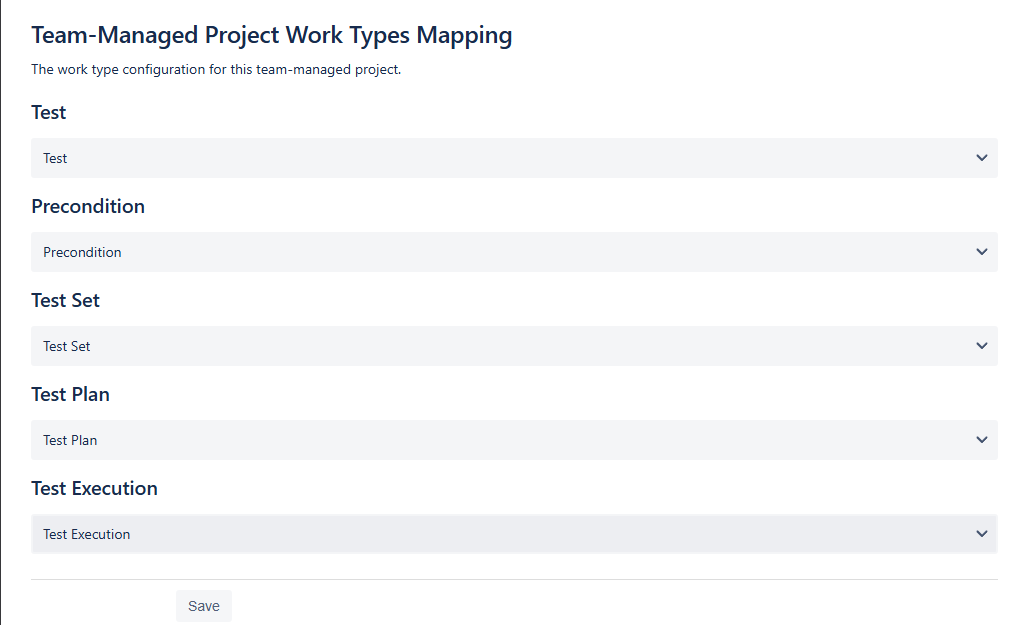 Team-Managed Project Work Types Mapping
The work type configuration for this team-managed project.
Test
Test
Precondition
Precondition
Test Set
Test Set
Test Plan
Test Plan
Test Execution
Test Execution
Save